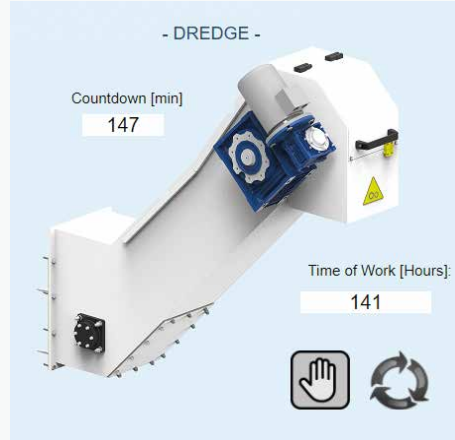 - DREDGE -
Countdown [min]
147
Time of Work [Hours]:
141